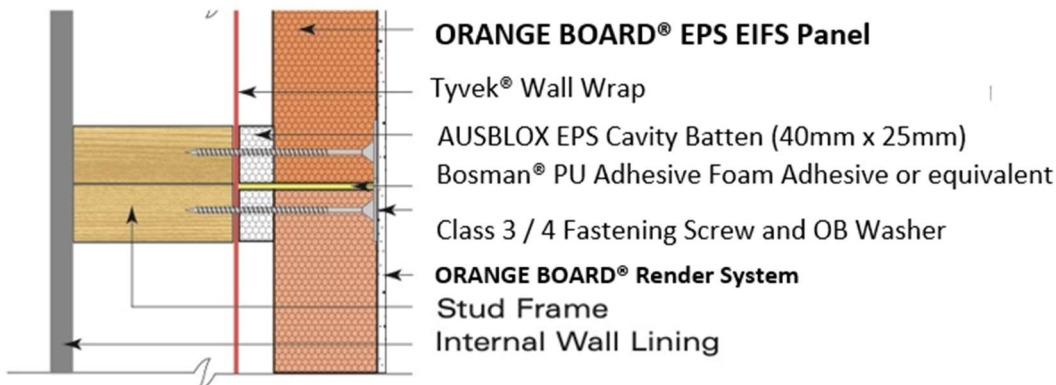 ORANGE BOARD® EPS EIFS Panel
Tyvek® Wall Wrap
AUSBLOX EPS Cavity Batten (40mm x 25mm)
Bosman® PU Adhesive Foam Adhesive or equivalent
Class 3 / 4 Fastening Screw and OB Washer
ORANGE BOARD® Render System
Stud Frame
Internal Wall Lining